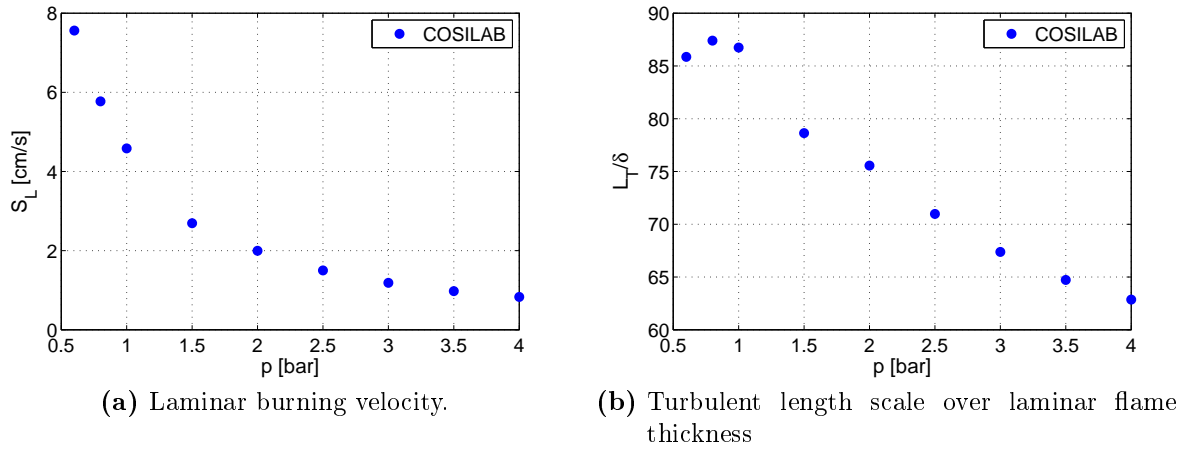 8
6
4
2
0
S_L [cm/s]
COSILAB
0.5 1 1.5 2 2.5 3 3.5 4
p [bar]
(a) Laminar burning velocity.
90
85
80
75
70
65
60
L_T/δ
COSILAB
0.5 1 1.5 2 2.5 3 3.5 4
p [bar]
(b) Turbulent length scale over laminar flame
thickness